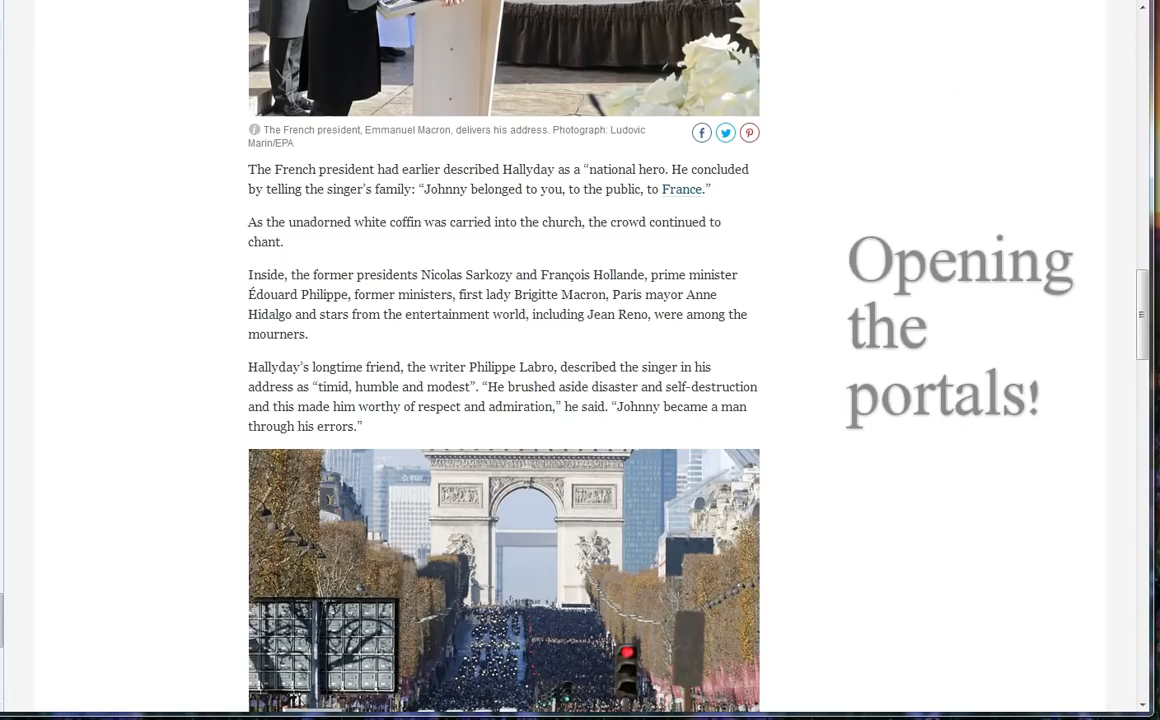 The French president, Emmanuel Macron, delivers his address. Photograph: Ludovic
Marin/EPA
The French president had earlier described Hallyday as a “national hero. He concluded
by telling the singer’s family: “Johnny belonged to you, to the public, to France.”
As the unadorned white coffin was carried into the church, the crowd continued to
chant.
Inside, the former presidents Nicolas Sarkozy and François Hollande, prime minister
Édouard Philippe, former ministers, first lady Brigitte Macron, Paris mayor Anne
Hidalgo and stars from the entertainment world, including Jean Reno, were among the
mourners.
Hallyday’s longtime friend, the writer Philippe Labro, described the singer in his
address as “timid, humble and modest”. “He brushed aside disaster and self-destruction
and this made him worthy of respect and admiration,” he said. “Johnny became a man
through his errors.”
Opening
the
portals!